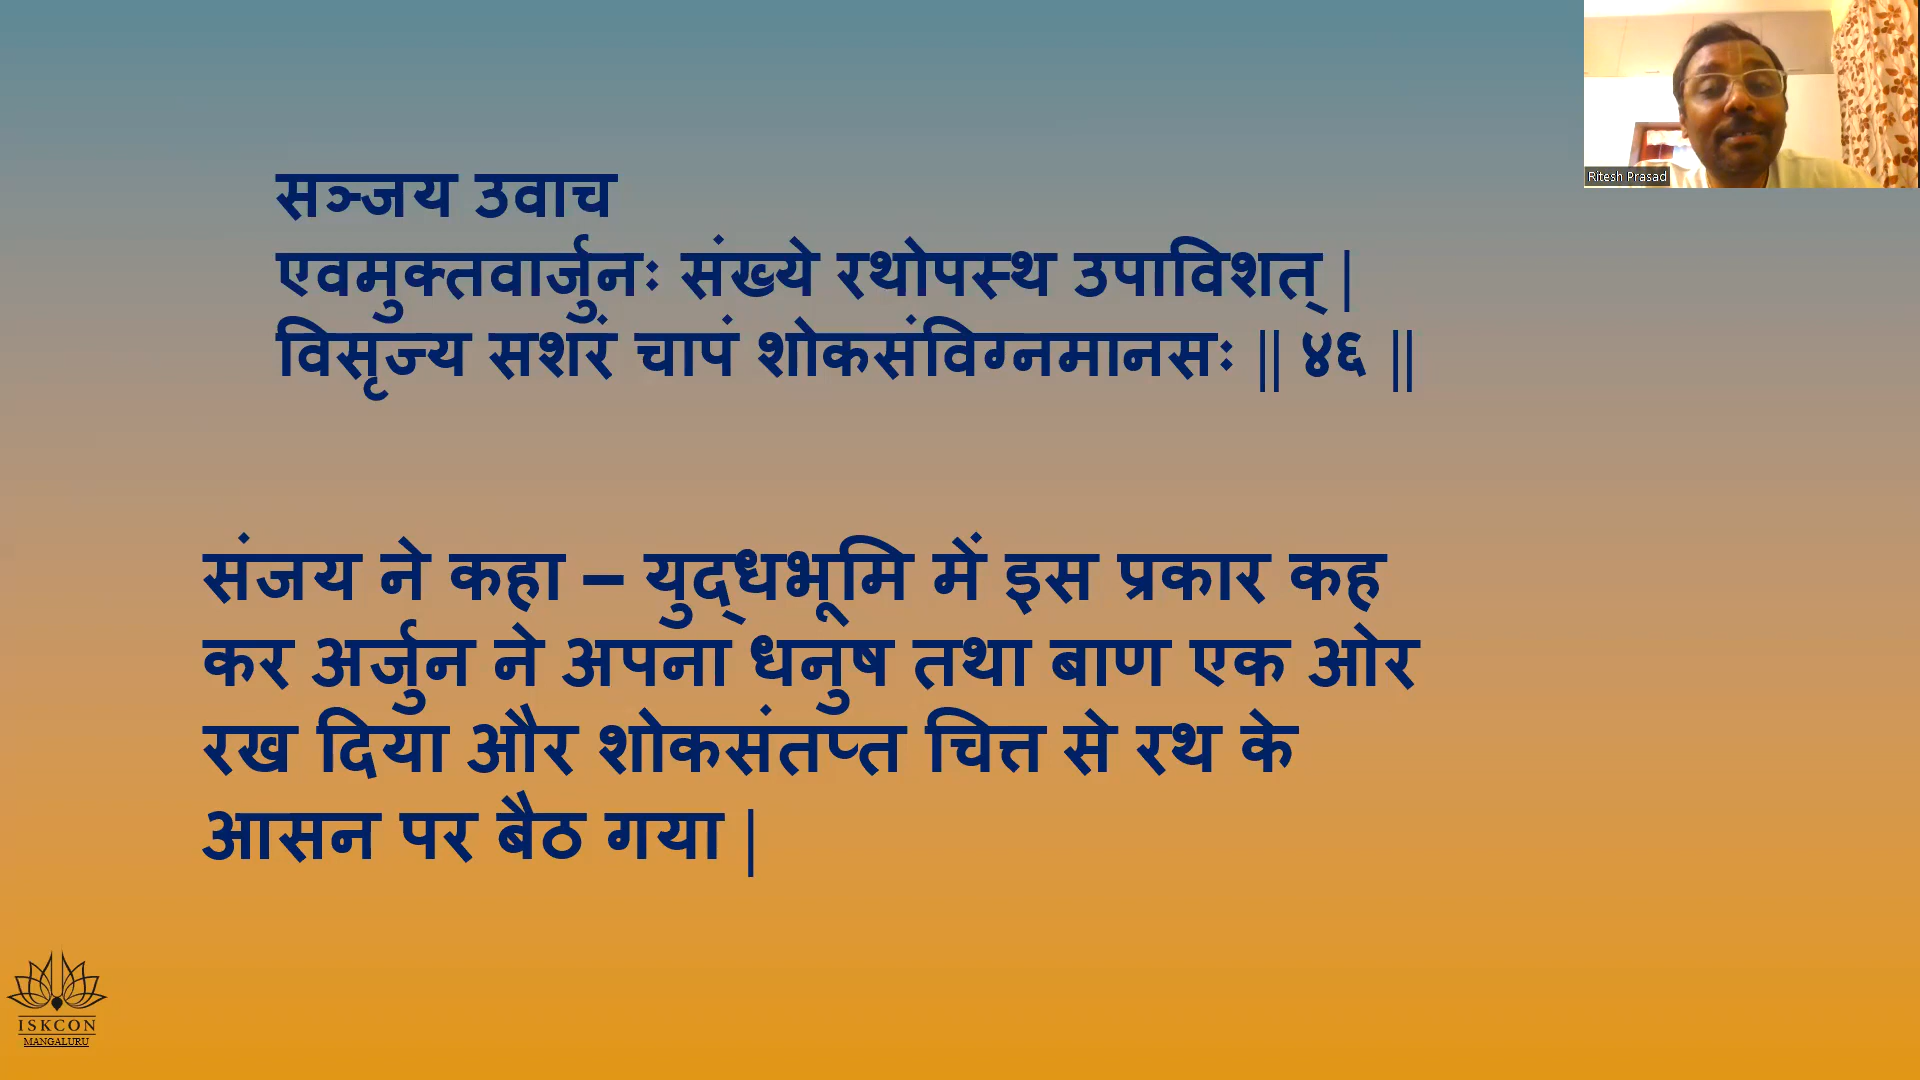 सञ्जय उवाच
एवमुक्तवार्जुनः संख्ये रथोपस्थ उपाविशत् |
विसृज्य सशरं चापं शोकसंविग्नमानसः || ४६ ||
संजय ने कहा – युद्धभूमि में इस प्रकार कह
कर अर्जुन ने अपना धनुष तथा बाण एक ओर
रख दिया और शोकसंतप्त चित्त से रथ के
आसन पर बैठ गया |
Ritesh Prasad
ISKCON
MANGALURU